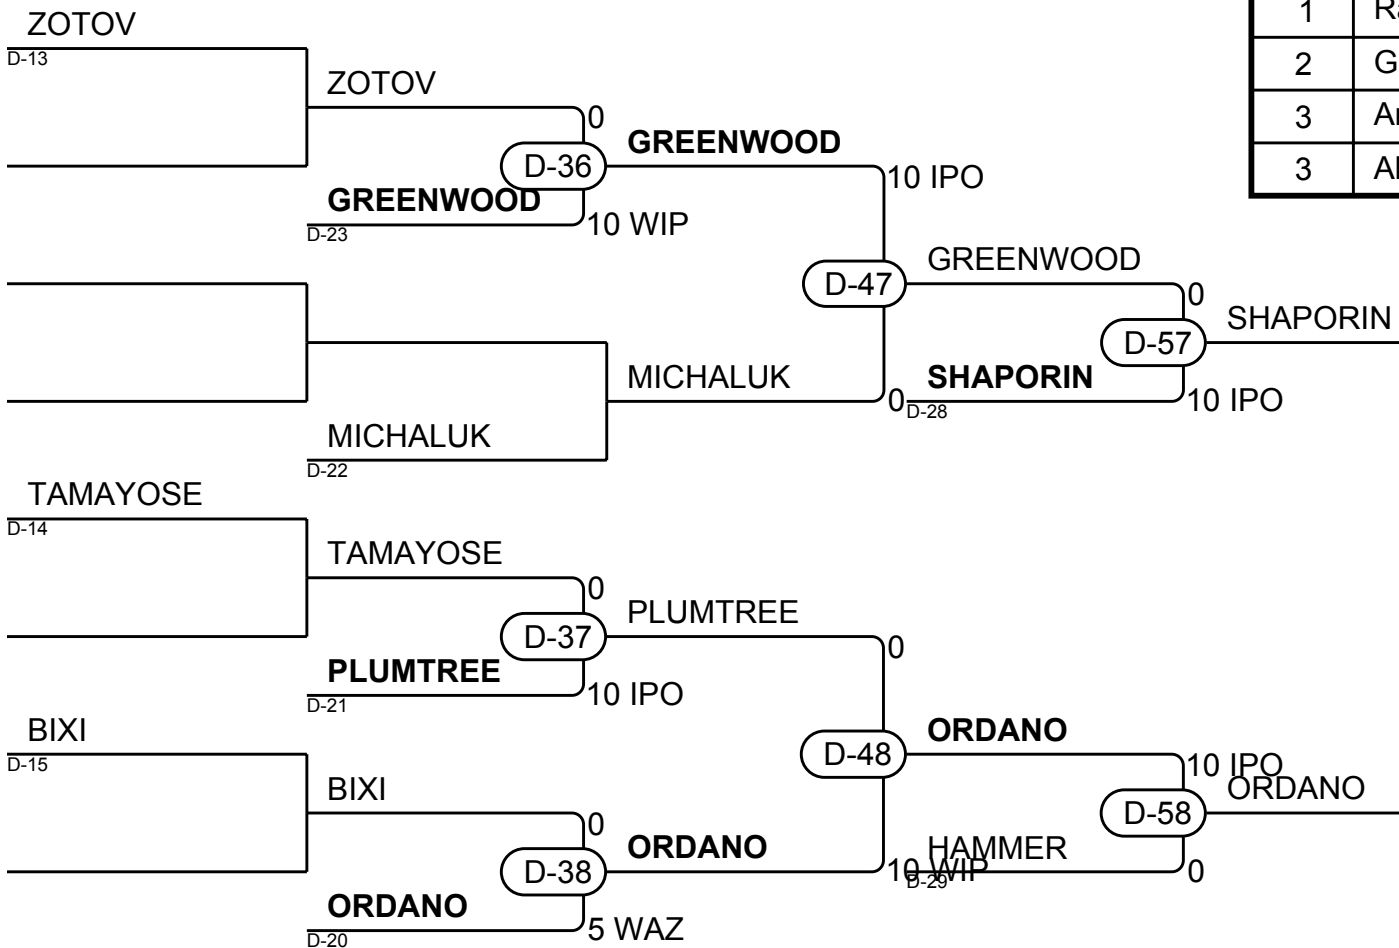 ZOTOV
D-13
ZOTOV
0
D-36
GREENWOOD
10 WIP
D-23
GREENWOOD
10 IPO
D-47
MICHALUK
0
MICHALUK
D-22
GREENWOOD
0
D-57
SHAPORIN
10 IPO
D-28
SHAPORIN
TAMAYOSE
D-14
TAMAYOSE
0
D-37
PLUMTREE
10 IPO
D-21
PLUMTREE
0
D-48
BIXI
D-15
BIXI
0
D-38
ORDANO
5 WAZ
D-20
ORDANO
10 WIP
ORDANO
10 IPO
D-58
HAMMER
0
D-29
ORDANO
1
2 G
3
3